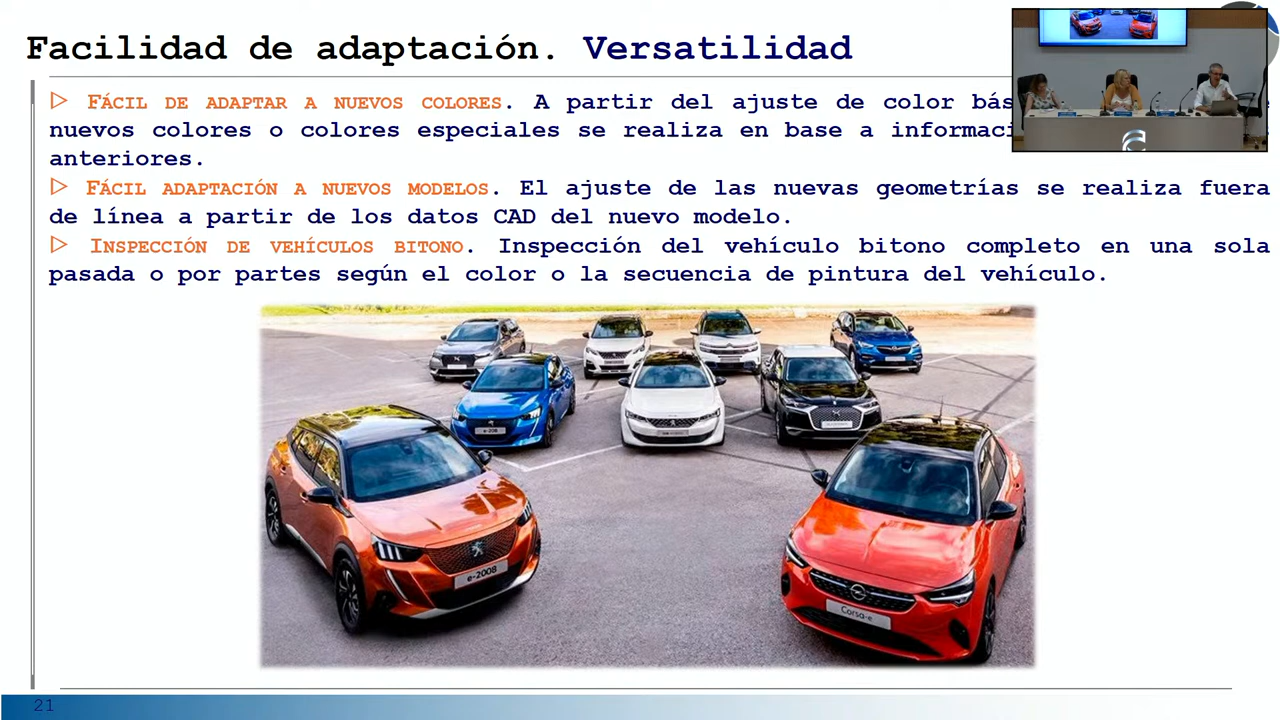 Facilidad de adaptación. Versatilidad
▷ FÁCIL DE ADAPTAR A NUEVOS COLORES. A partir del ajuste de color
nuevos colores o colores especiales se realiza en base a
anteriores.
▷ FÁCIL ADAPTACIÓN A NUEVOS MODELOS. El ajuste de las nuevas geometrías se realiza fuera
de línea a partir de los datos CAD del nuevo modelo.
▷ INSPECCIÓN DE VEHÍCULOS BITONO. Inspección del vehículo bitono completo en una sola
pasada o por partes según el color o la secuencia de pintura del vehículo.
e-208
e-2008
Corsa-e
21